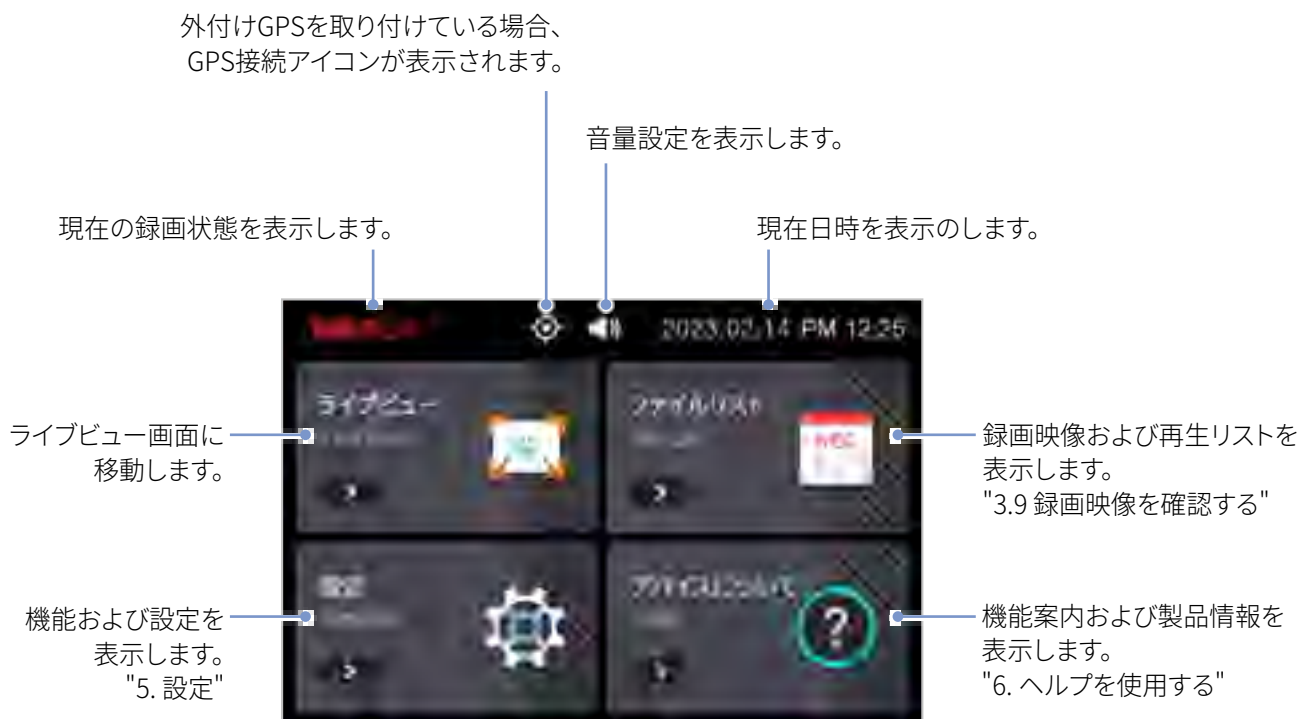 外付けGPSを取り付けている場合、
GPS接続アイコンが表示されます。
音量設定を表示します。
現在の録画状態を表示します。
現在日時を表示のします。
2023.02.14 PM 12:25
ライブビュー
ファイルリスト
ライブビュー画面に
移動します。
録画映像および再生リストを
表示します。
"3.9 録画映像を確認する"
設定
?
機能および設定を
表示します。
"5. 設定"
機能案内および製品情報を
表示します。
"6. ヘルプを使用する"